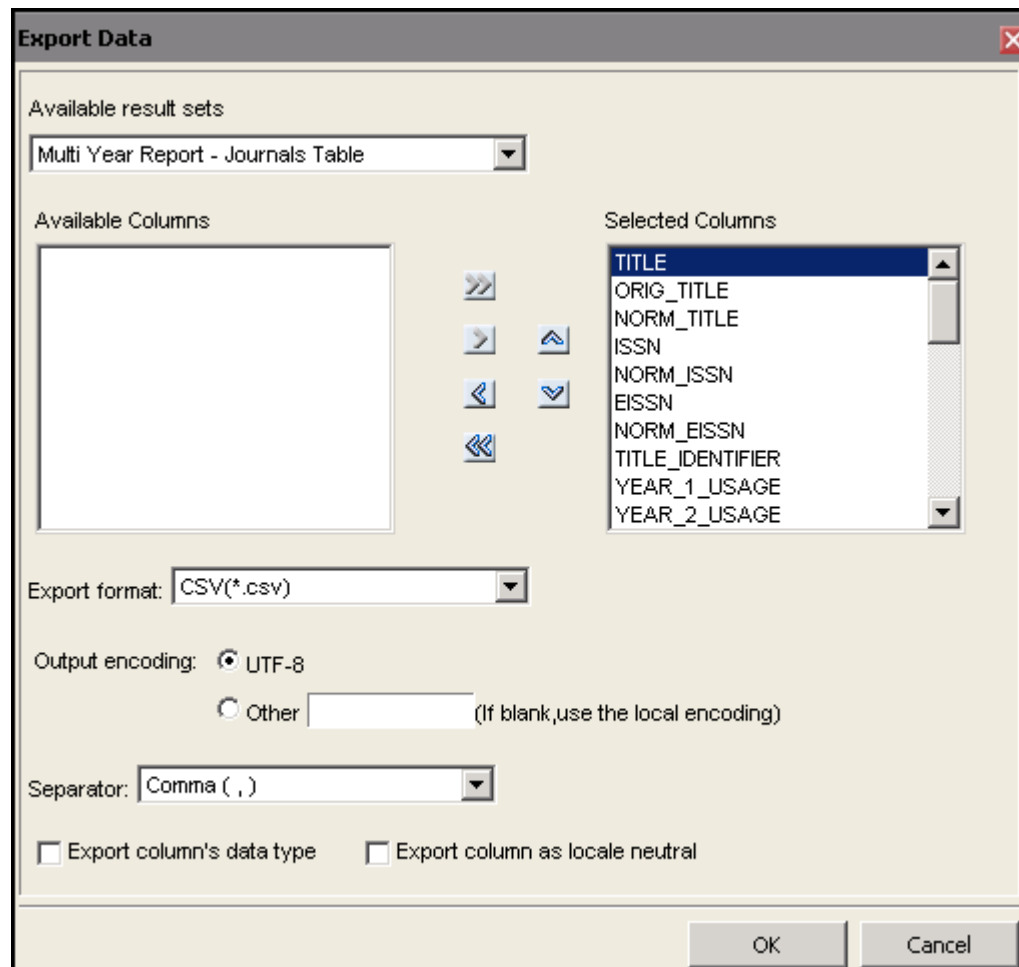 Export Data
Available result sets
Multi Year Report - Journals Table
Available Columns
Selected Columns
TITLE
ORIG_TITLE
NORM_TITLE
ISSN
NORM_ISSN
EISSN
NORM_EISSN
TITLE_IDENTIFIER
YEAR_1_USAGE
YEAR_2_USAGE
Export format: CSV(*.csv)
Output encoding: UTF-8
Other (If blank,use the local encoding)
Separator: Comma ( , )
Export column's data type Export column as locale neutral
OK Cancel